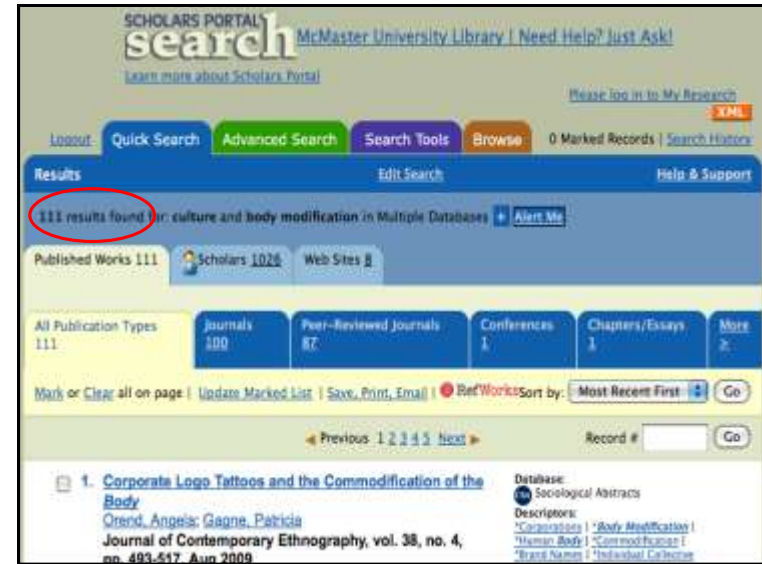 SCHOLARS PORTAL
search
McMaster University Library | Need Help? Just Ask!
Learn more about Scholars Portal
Please log in to My Research
XML
Logout Quick Search Advanced Search Search Tools Browse 0 Marked Records | Search History
Results Edit Search Help & Support
111 results found for: culture and body modification in Multiple Databases + Alert Me
Published Works 111 Scholars 1026 Web Sites 8
All Publication Types 111 Journals 100 Peer-Reviewed Journals 87 Conferences 1 Chapters/Essays 1 More >
Mark or Clear all on page | Update Marked List | Save, Print, Email | RefWorks Sort by: Most Recent First Go
Previous 1 2 3 4 5 Next Record # Go
1. Corporate Logo Tattoos and the Commodification of the
Body
Orend, Angela; Gagne, Patricia
Journal of Contemporary Ethnography, vol. 38, no. 4,
pp. 493-517, Aug 2009
Database:
CSA Sociological Abstracts
Descriptors:
*Corporations | *Body Modification |
*Human Body | *Commodification |
*Brand Names | *Individual Collective